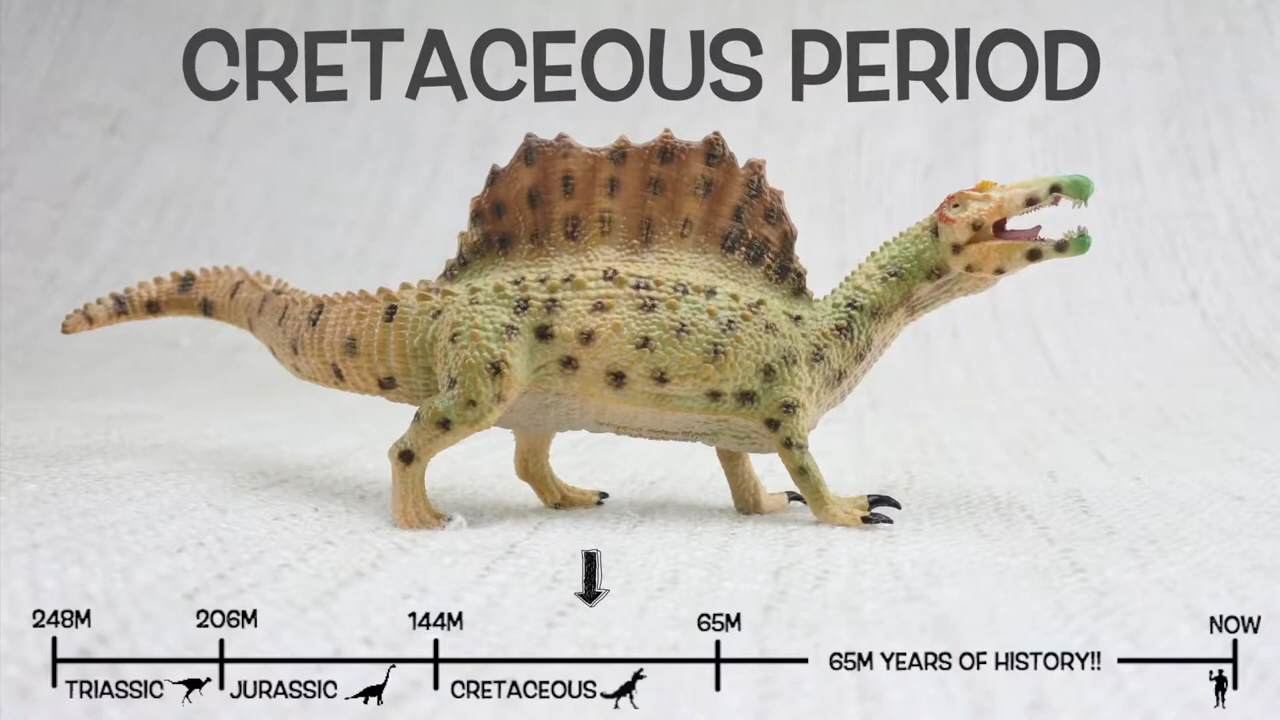 CRETACEOUS PERIOD
248M 206M 144M 65M NOW
65M YEARS OF HISTORY!!
TRIASSIC JURASSIC CRETACEOUS